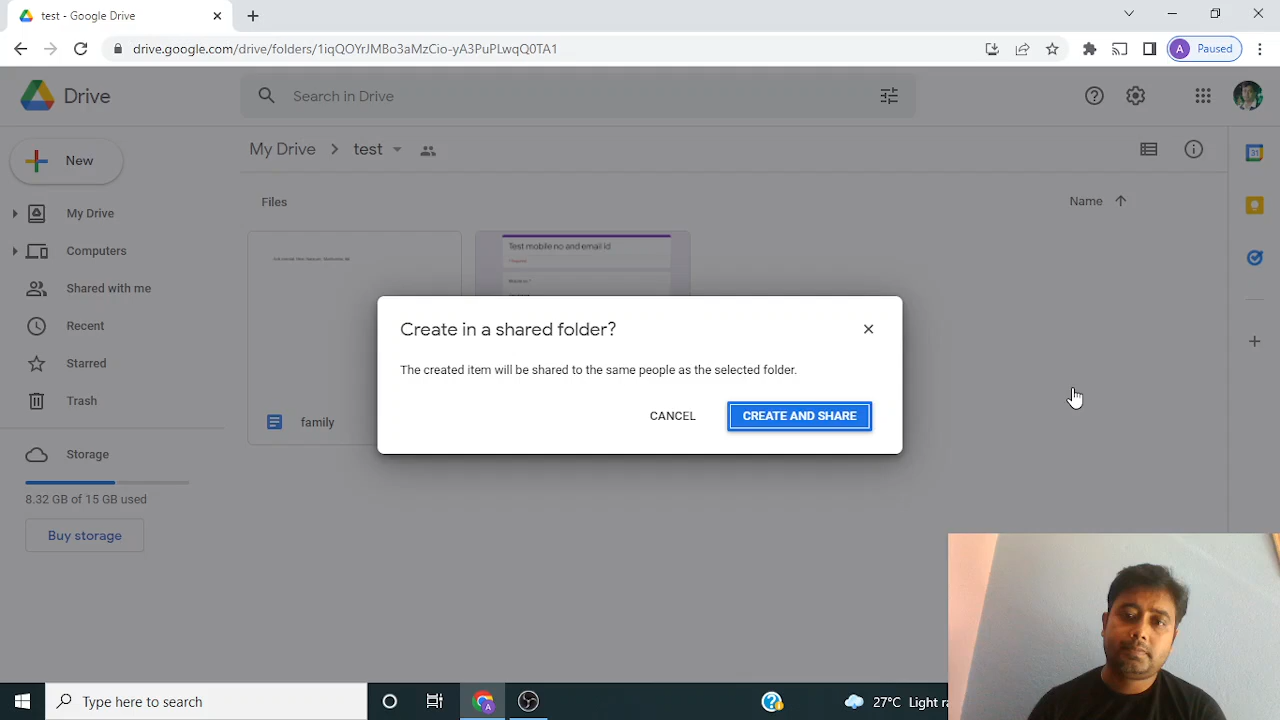 test - Google Drive
drive.google.com/drive/folders/1iqQOYrJMBo3aMzCio-yA3PuPLwqQ0TA1
A Paused
Drive
Search in Drive
New
My Drive
test
My Drive
Computers
Shared with me
Recent
Starred
Trash
Storage
8.32 GB of 15 GB used
Buy storage
Files
Name
31
Test mobile no and email id
family
Create in a shared folder?
The created item will be shared to the same people as the selected folder.
CANCEL
CREATE AND SHARE
Type here to search
27°C Light